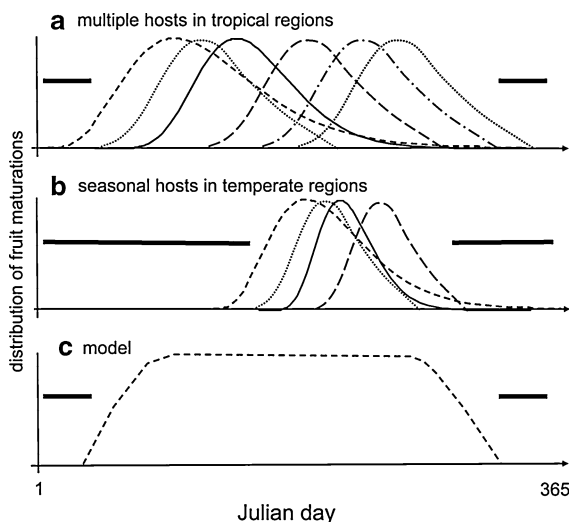 a multiple hosts in tropical regions
b seasonal hosts in temperate regions
distribution of fruit maturations
c model
1
365
Julian day